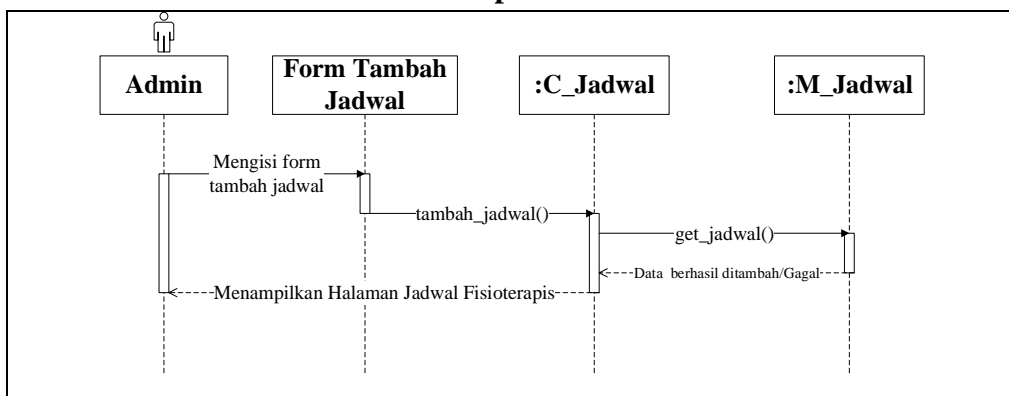 Admin
Form Tambah
Jadwal
:C_Jadwal
:M_Jadwal
Mengisi form
tambah jadwal
tambah_jadwal()
get_jadwal()
Data berhasil ditambah/Gagal
Menampilkan Halaman Jadwal Fisioterapis